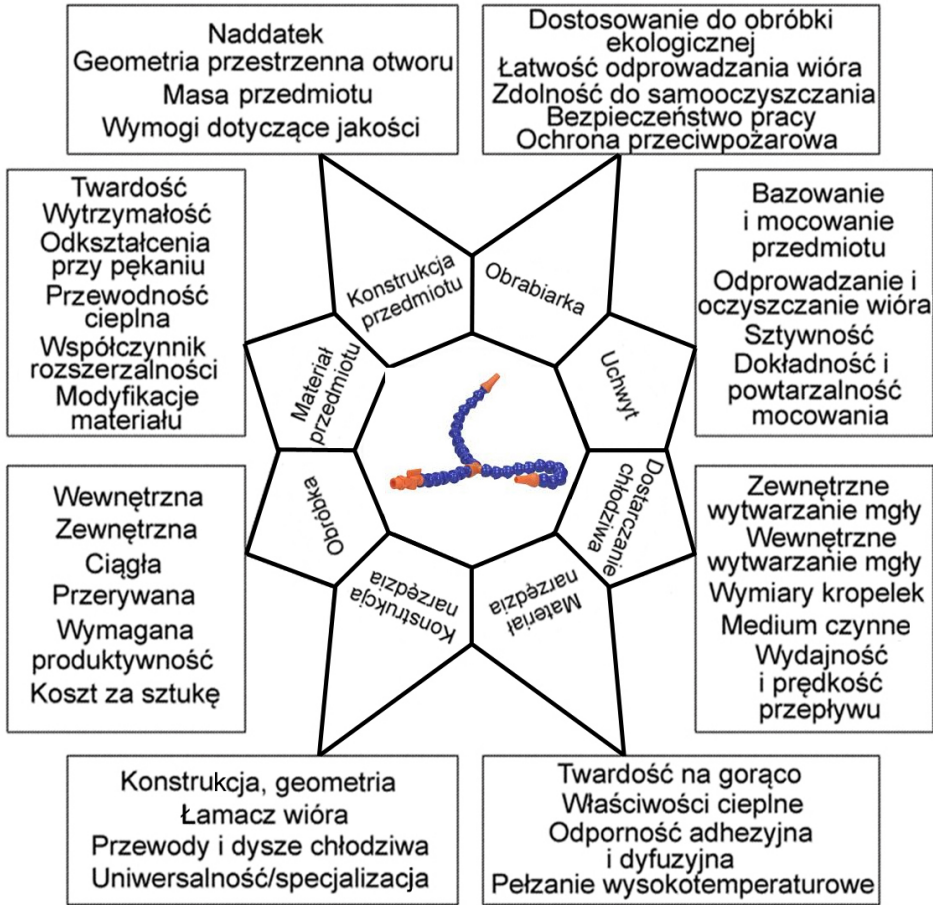 Naddatek
Geometria przestrzenna otworu
Masa przedmiotu
Wymogi dotyczące jakości
Dostosowanie do obróbki
ekologicznej
Łatwość odprowadzania wióra
Zdolność do samooczyszczania
Bezpieczeństwo pracy
Ochrona przeciwpożarowa
Twardość
Wytrzymałość
Odkształcenia
przy pękaniu
Przewodność
cieplna
Współczynnik
rozszerzalności
Modyfikacje
materiału
Bazowanie
i mocowanie
przedmiotu
Odprowadzanie i
oczyszczanie wióra
Sztywność
Dokładność i
powtarzalność
mocowania
Konstrukcja
przedmiotu
Obrabiarka
Materiał
przedmiotu
Uchwyt
Obróbka
Dostarczanie
chłodziwa
Konstrukcja
narzędzia
Materiał
narzędzia
Wewnętrzna
Zewnętrzna
Ciągła
Przerywana
Wymagana
produktywność
Koszt za sztukę
Zewnętrzne
wytwarzanie mgły
Wewnętrzne
wytwarzanie mgły
Wymiary kropelek
Medium czynne
Wydajność
i prędkość
przepływu
Konstrukcja, geometria
Łamacz wióra
Przewody i dysze chłodziwa
Uniwersalność/specjalizacja
Twardość na gorąco
Właściwości cieplne
Odporność adhezyjna
i dyfuzyjna
Pełzanie wysokotemperaturowe